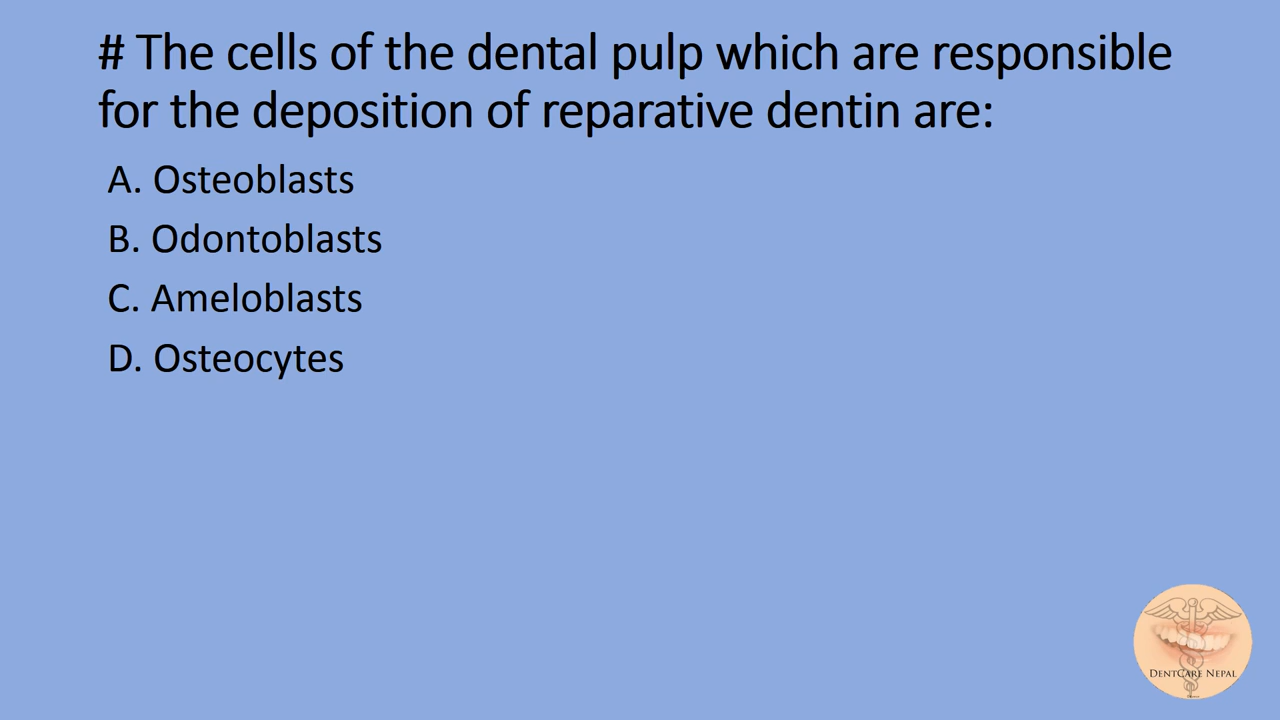 # The cells of the dental pulp which are responsible
for the deposition of reparative dentin are:
A. Osteoblasts
B. Odontoblasts
C. Ameloblasts
D. Osteocytes
DentCare Nepal